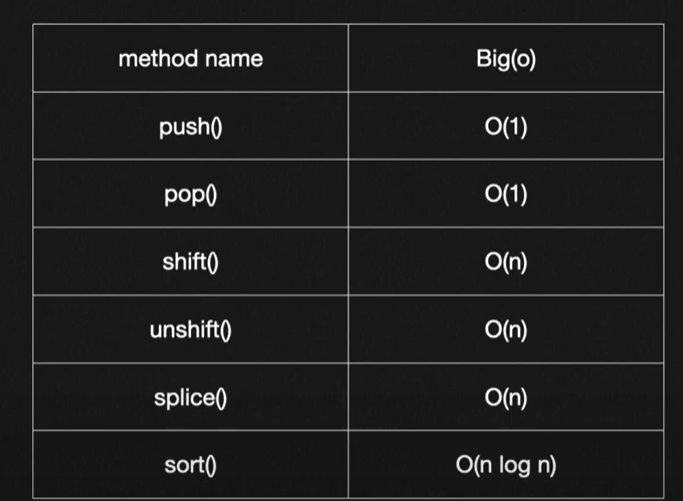 method name Big(o)
push() O(1)
pop() O(1)
shift() O(n)
unshift() O(n)
splice() O(n)
sort() O(n log n)